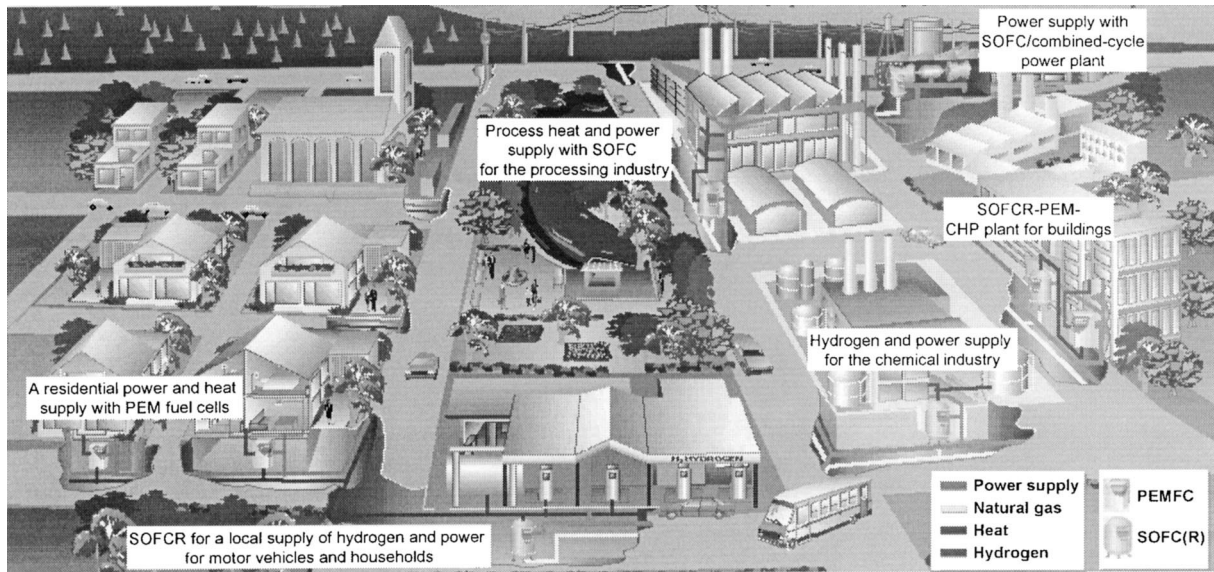 Power supply with
SOFC/combined-cycle
power plant
Process heat and power
supply with SOFC
for the processing industry
SOFCR-PEM-
CHP plant for buildings
Hydrogen and power supply
for the chemical industry
A residential power and heat
supply with PEM fuel cells
H₂ HYDROGEN
SOFCR for a local supply of hydrogen and power
for motor vehicles and households
Power supply
Natural gas
Heat
Hydrogen
PEMFC
SOFC(R)